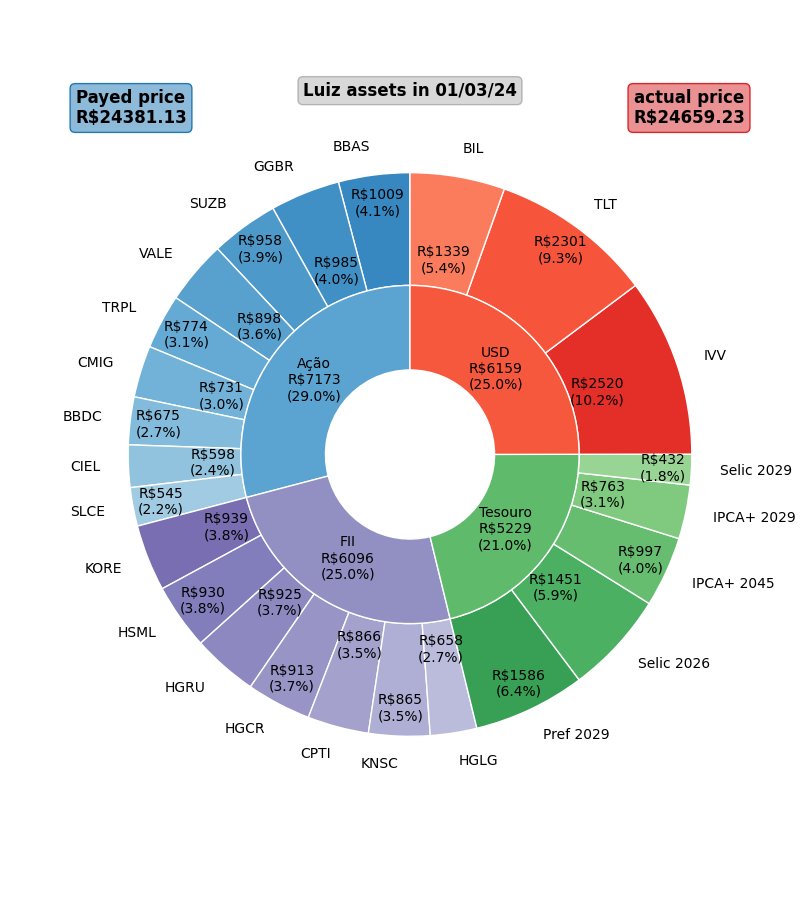 Payed price
R$24381.13
Luiz assets in 01/03/24
actual price
R$24659.23
BBAS
R$1009
(4.1%)
GGBR
R$985
(4.0%)
SUZB
R$958
(3.9%)
VALE
R$898
(3.6%)
TRPL
R$774
(3.1%)
CMIG
R$731
(3.0%)
BBDC
R$675
(2.7%)
CIEL
R$598
(2.4%)
SLCE
R$545
(2.2%)
BIL
R$1339
(5.4%)
TLT
R$2301
(9.3%)
IVV
R$2520
(10.2%)
Ação
R$7173
(29.0%)
USD
R$6159
(25.0%)
Tesouro
R$5229
(21.0%)
FII
R$6096
(25.0%)
Selic 2029
R$432
(1.8%)
IPCA+ 2029
R$763
(3.1%)
IPCA+ 2045
R$997
(4.0%)
Selic 2026
R$1451
(5.9%)
Pref 2029
R$1586
(6.4%)
KORE
R$939
(3.8%)
HSML
R$930
(3.8%)
HGRU
R$925
(3.7%)
HGCR
R$913
(3.7%)
CPTI
R$866
(3.5%)
KNSC
R$865
(3.5%)
HGLG
R$658
(2.7%)